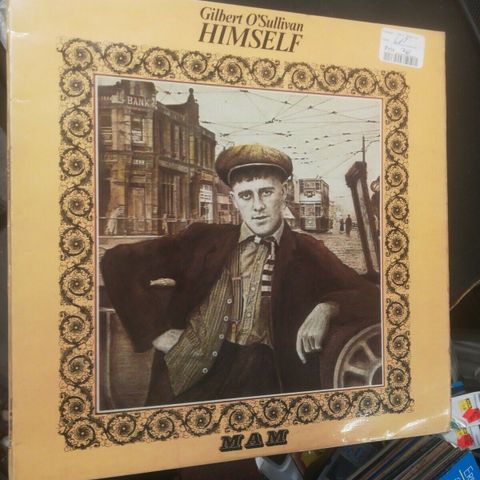 Gilbert O'Sullivan
HIMSELF
BANK
MAM